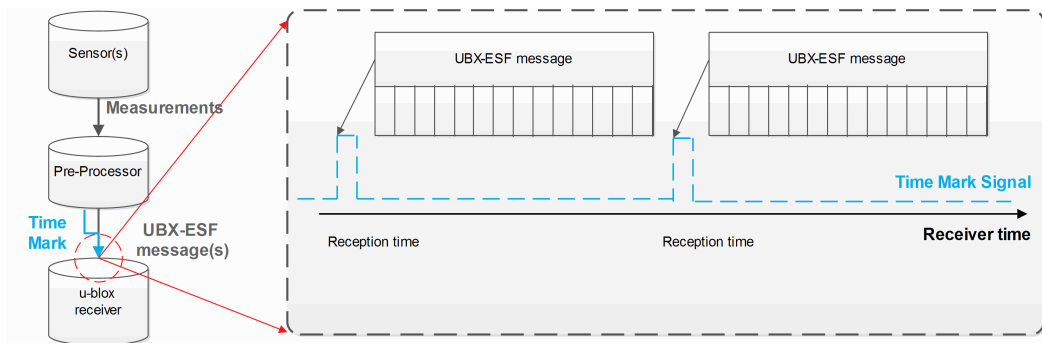 Sensor(s)
Measurements
Pre-Processor
Time
Mark
UBX-ESF
message(s)
u-blox
receiver
UBX-ESF message
UBX-ESF message
Time Mark Signal
Reception time
Reception time
Receiver time